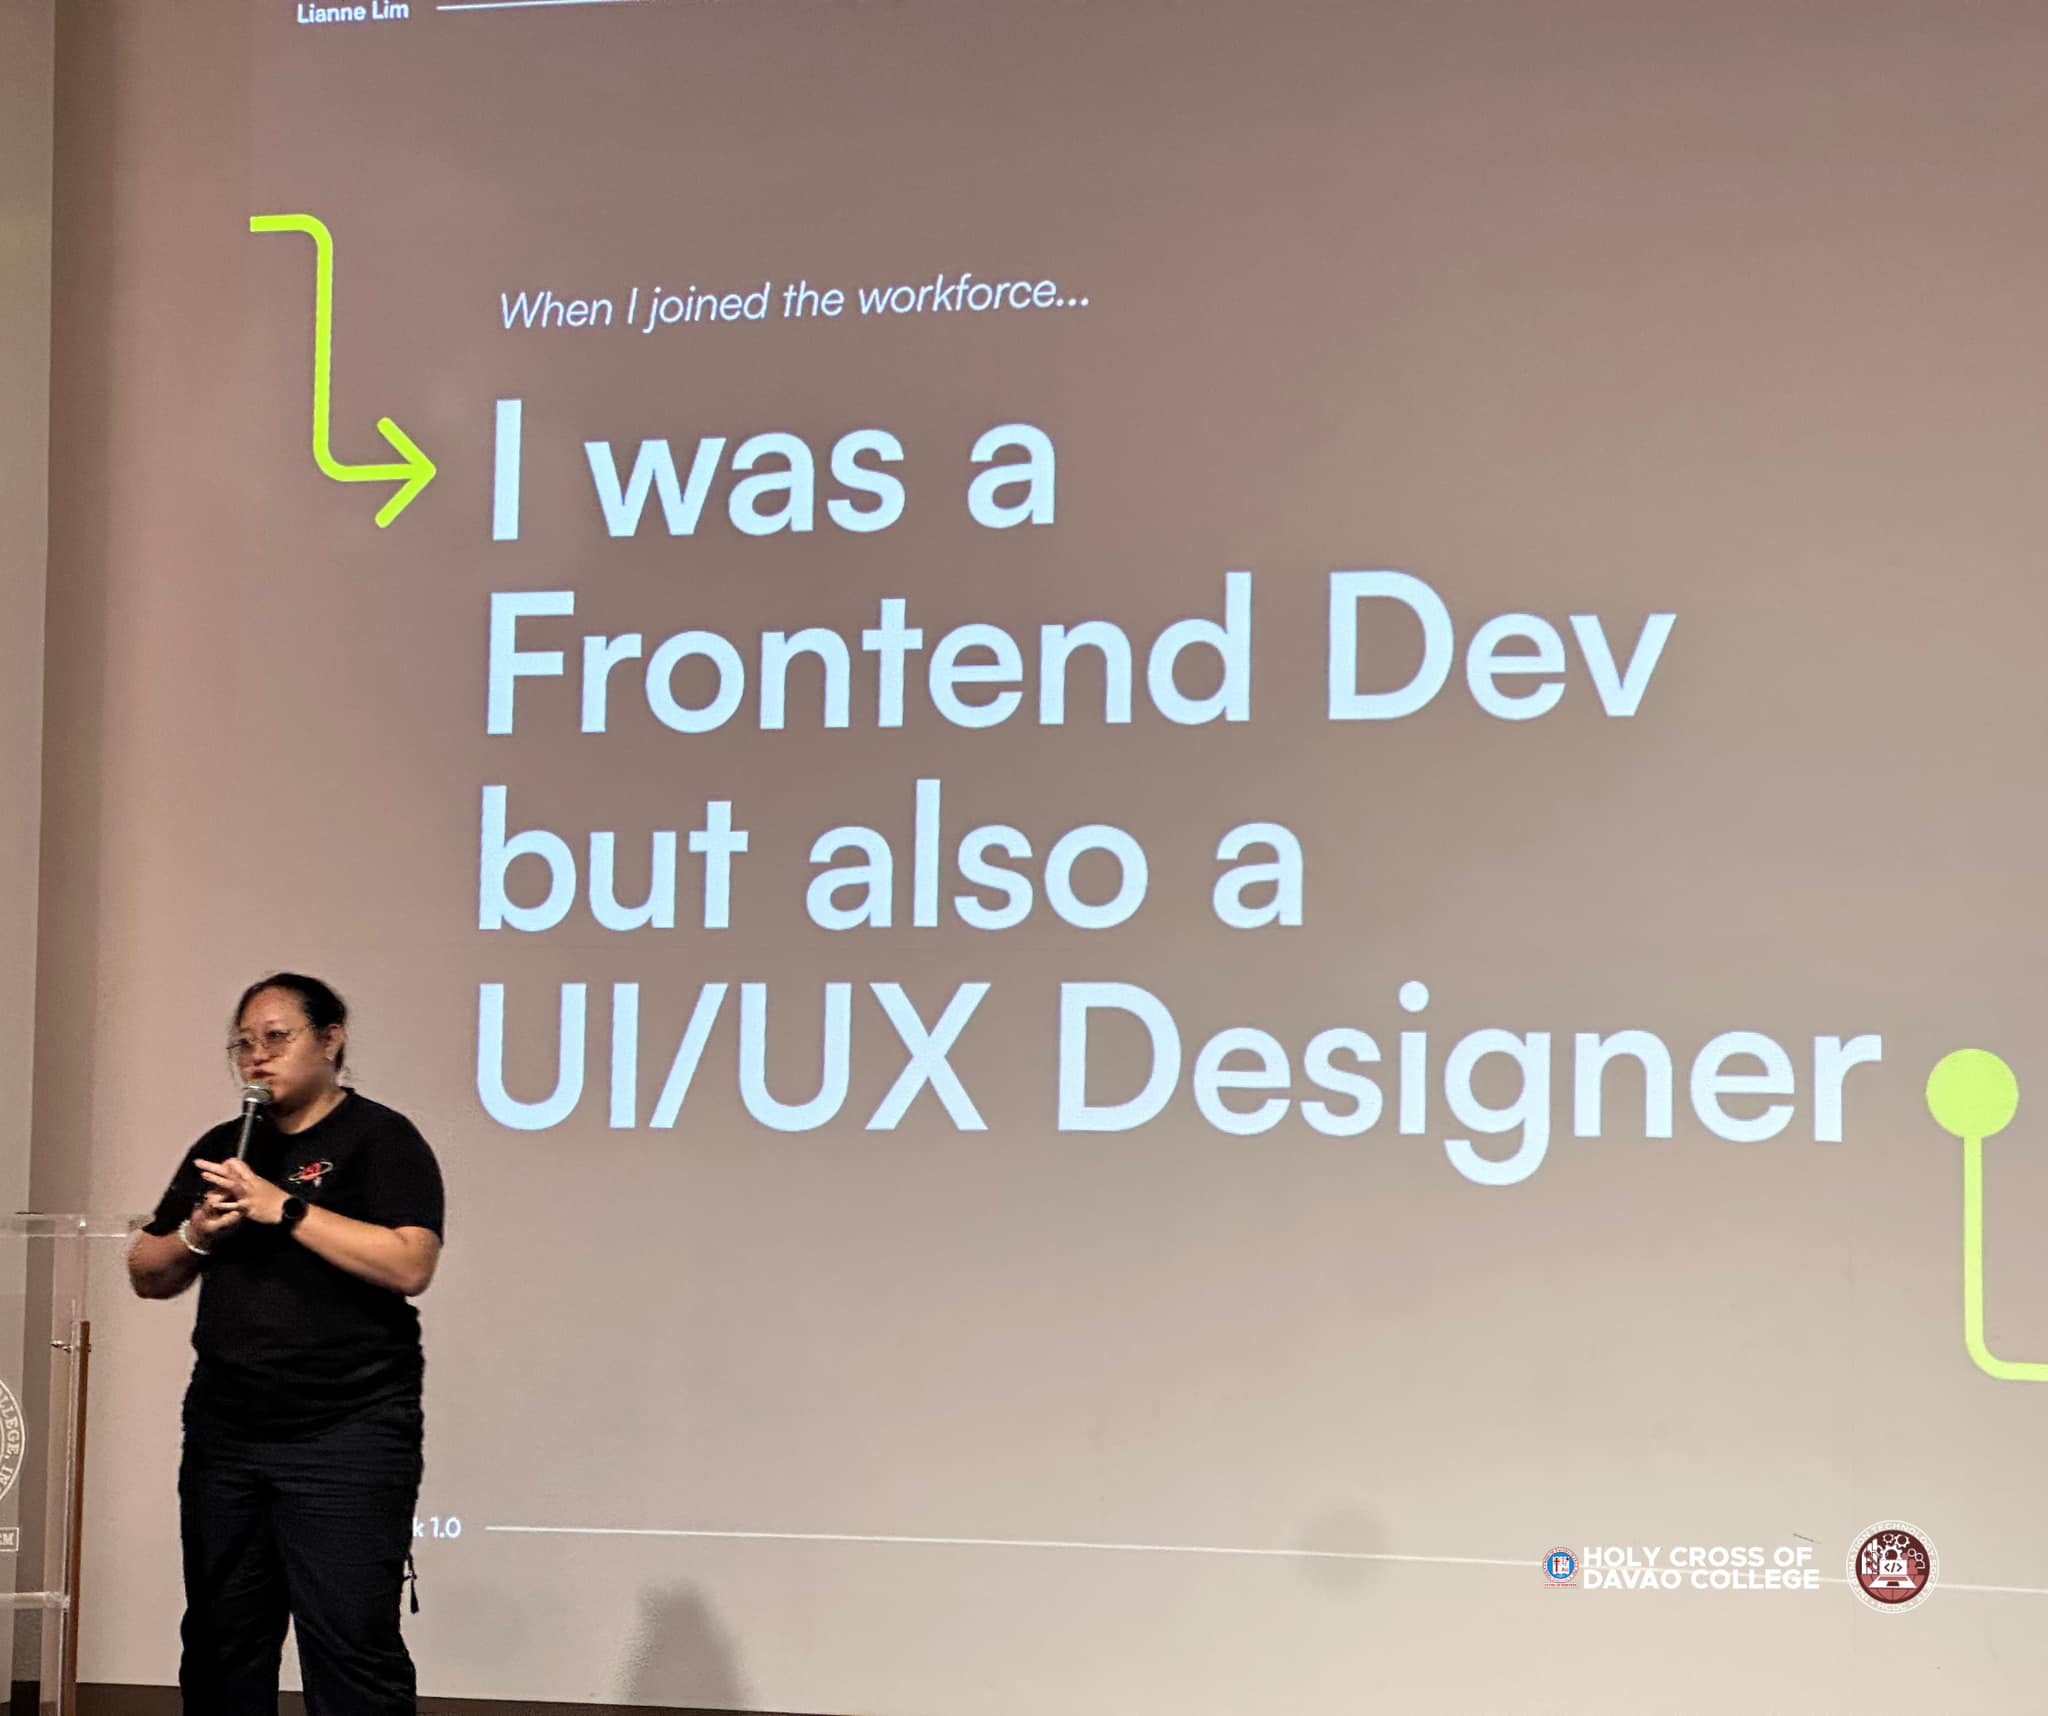 Lianne Lim
When I joined the workforce...
I was a
Frontend Dev
but also a
UI/UX Designer
k 1.0
HOLY CROSS OF
DAVAO COLLEGE